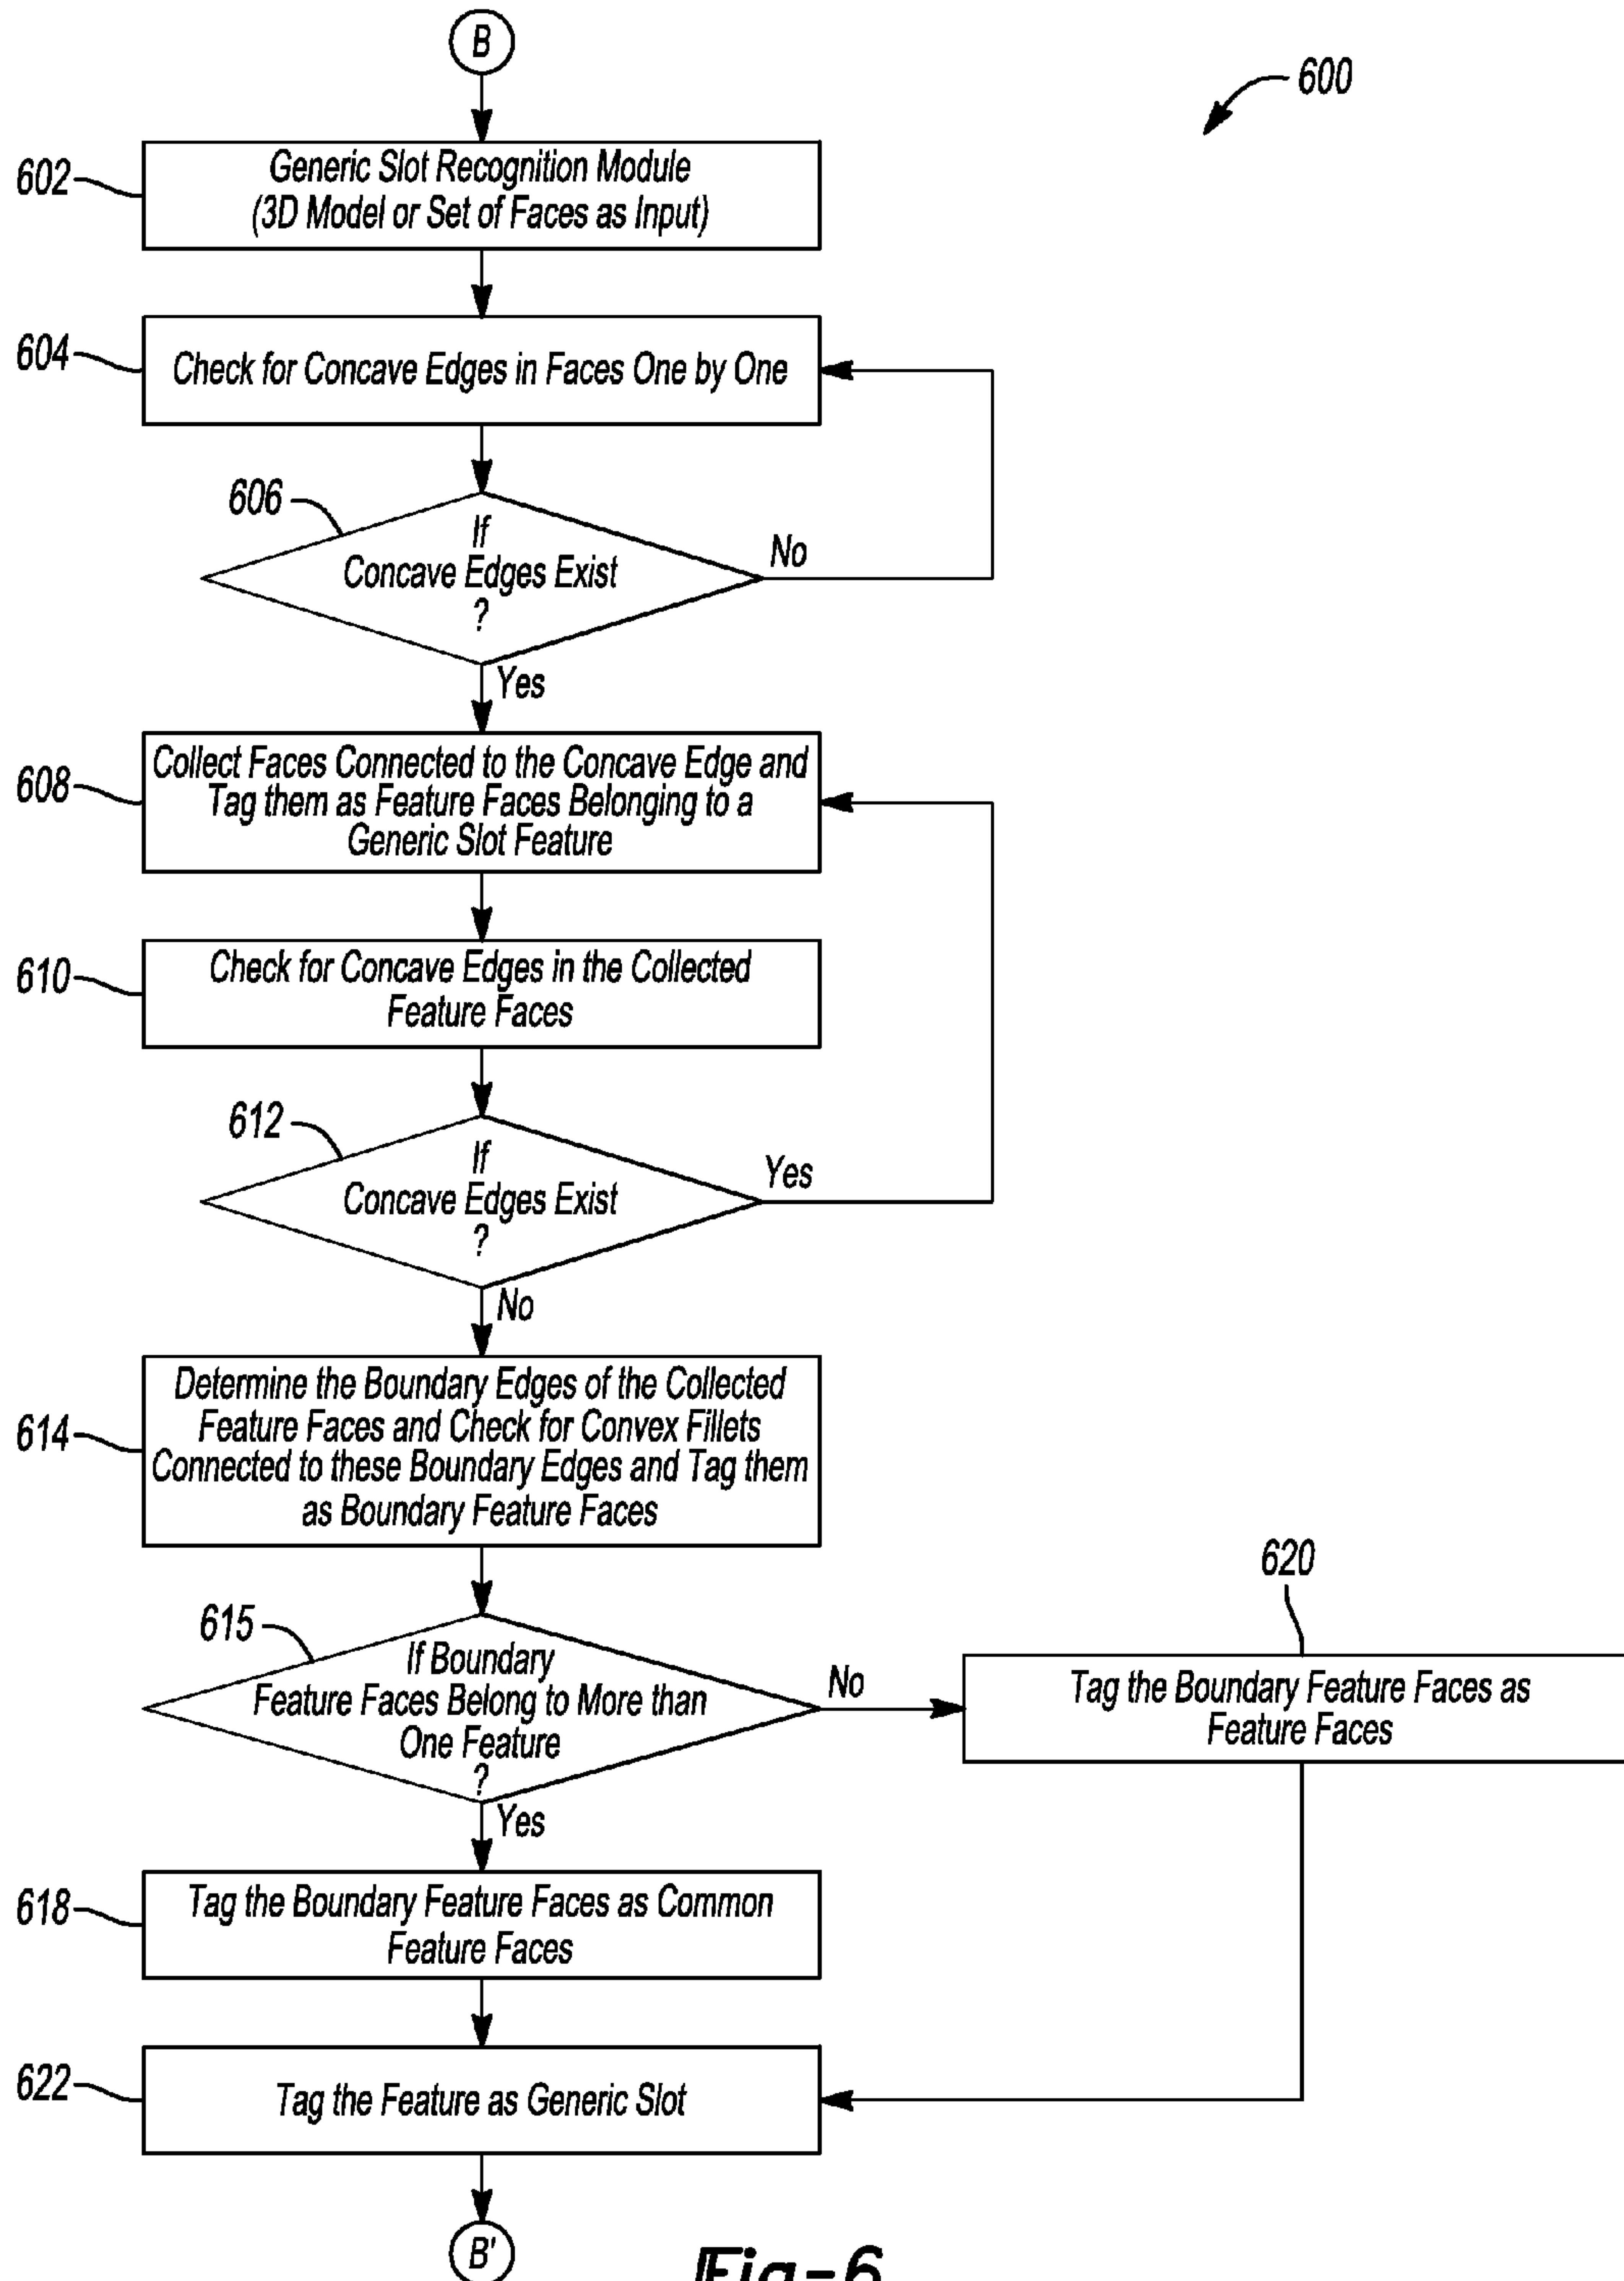 B
600
602
Generic Slot Recognition Module
(3D Model or Set of Faces as Input)
604
Check for Concave Edges in Faces One by One
606
If
Concave Edges Exist
?
No
Yes
608
Collect Faces Connected to the Concave Edge and
Tag them as Feature Faces Belonging to a
Generic Slot Feature
610
Check for Concave Edges in the Collected
Feature Faces
612
If
Concave Edges Exist
?
Yes
No
614
Determine the Boundary Edges of the Collected
Feature Faces and Check for Convex Fillets
Connected to these Boundary Edges and Tag them
as Boundary Feature Faces
615
If Boundary
Feature Faces Belong to More than
One Feature
?
No
Yes
620
Tag the Boundary Feature Faces as
Feature Faces
618
Tag the Boundary Feature Faces as Common
Feature Faces
622
Tag the Feature as Generic Slot
B'
Fig-6